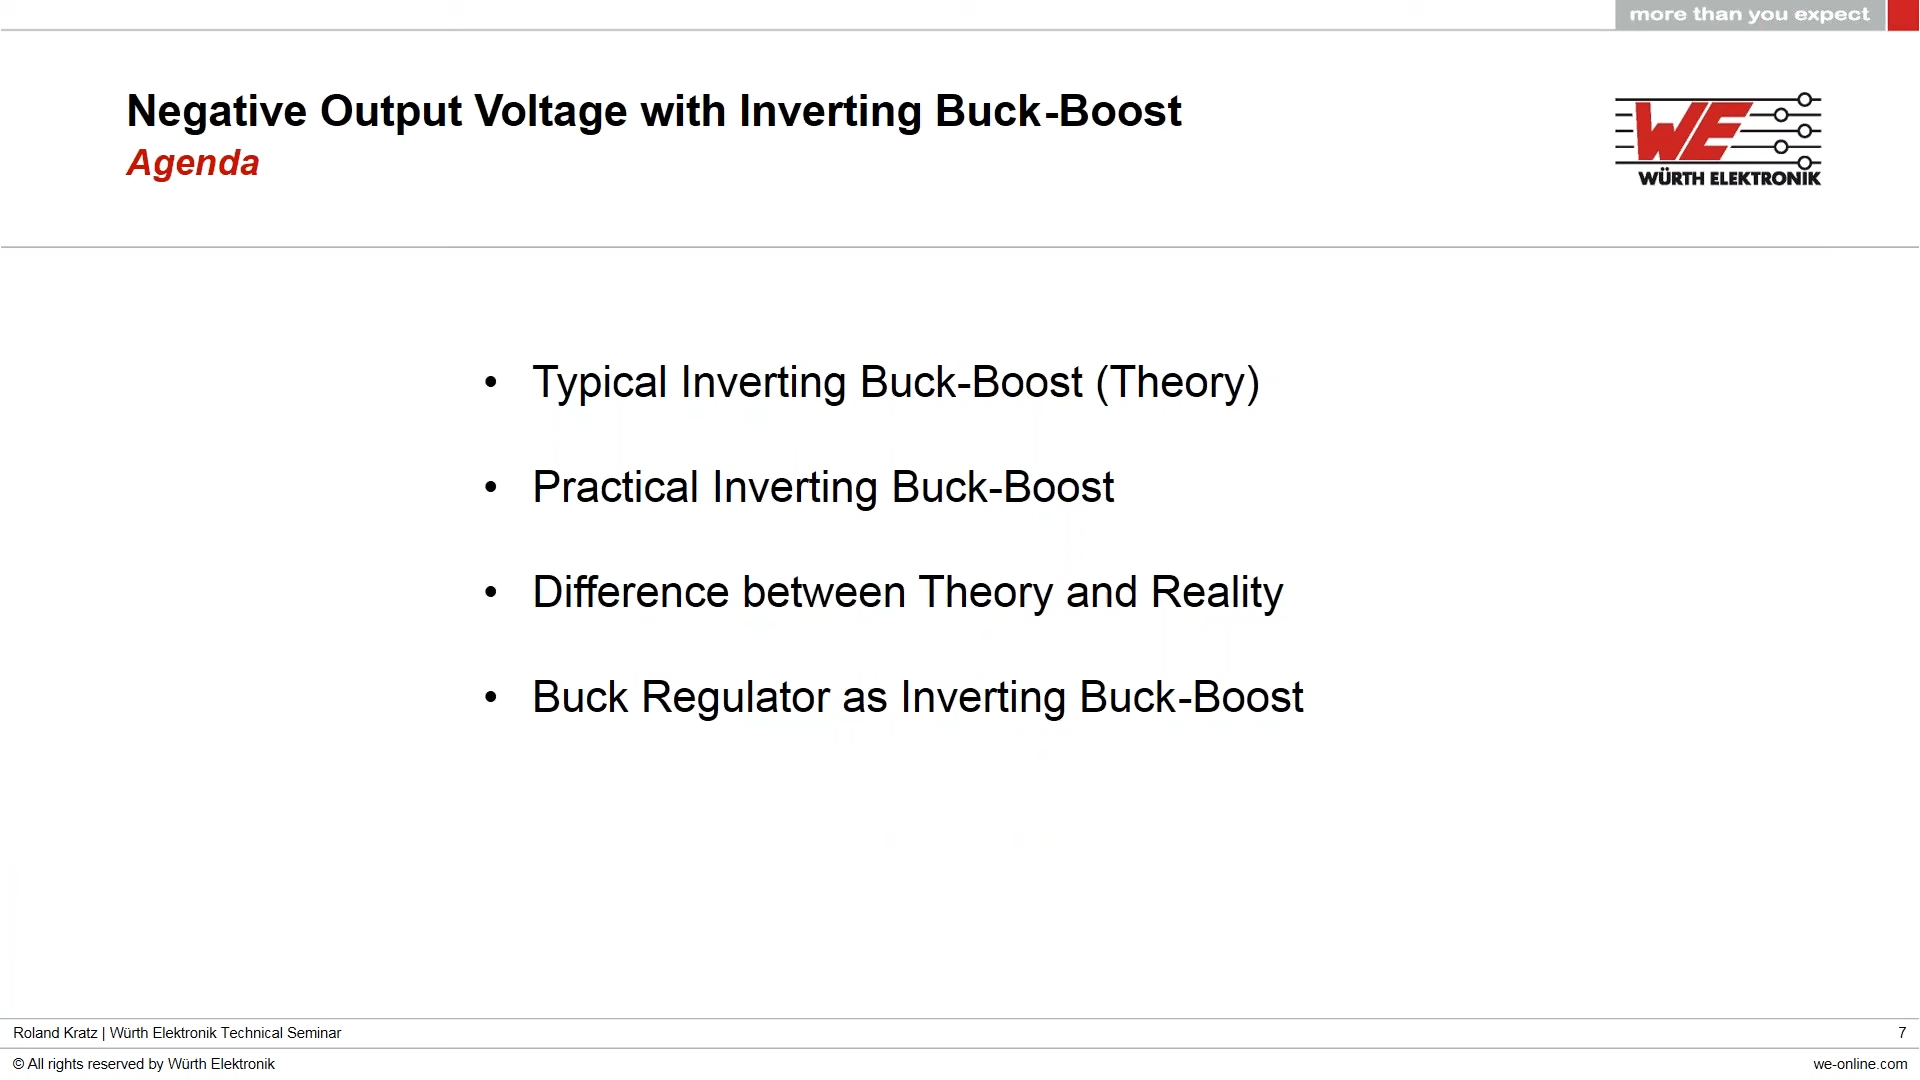 more than you expect
Negative Output Voltage with Inverting Buck-Boost
Agenda
WE
WÜRTH ELEKTRONIK
• Typical Inverting Buck-Boost (Theory)
• Practical Inverting Buck-Boost
• Difference between Theory and Reality
• Buck Regulator as Inverting Buck-Boost
Roland Kratz | Würth Elektronik Technical Seminar
7
© All rights reserved by Würth Elektronik
we-online.com